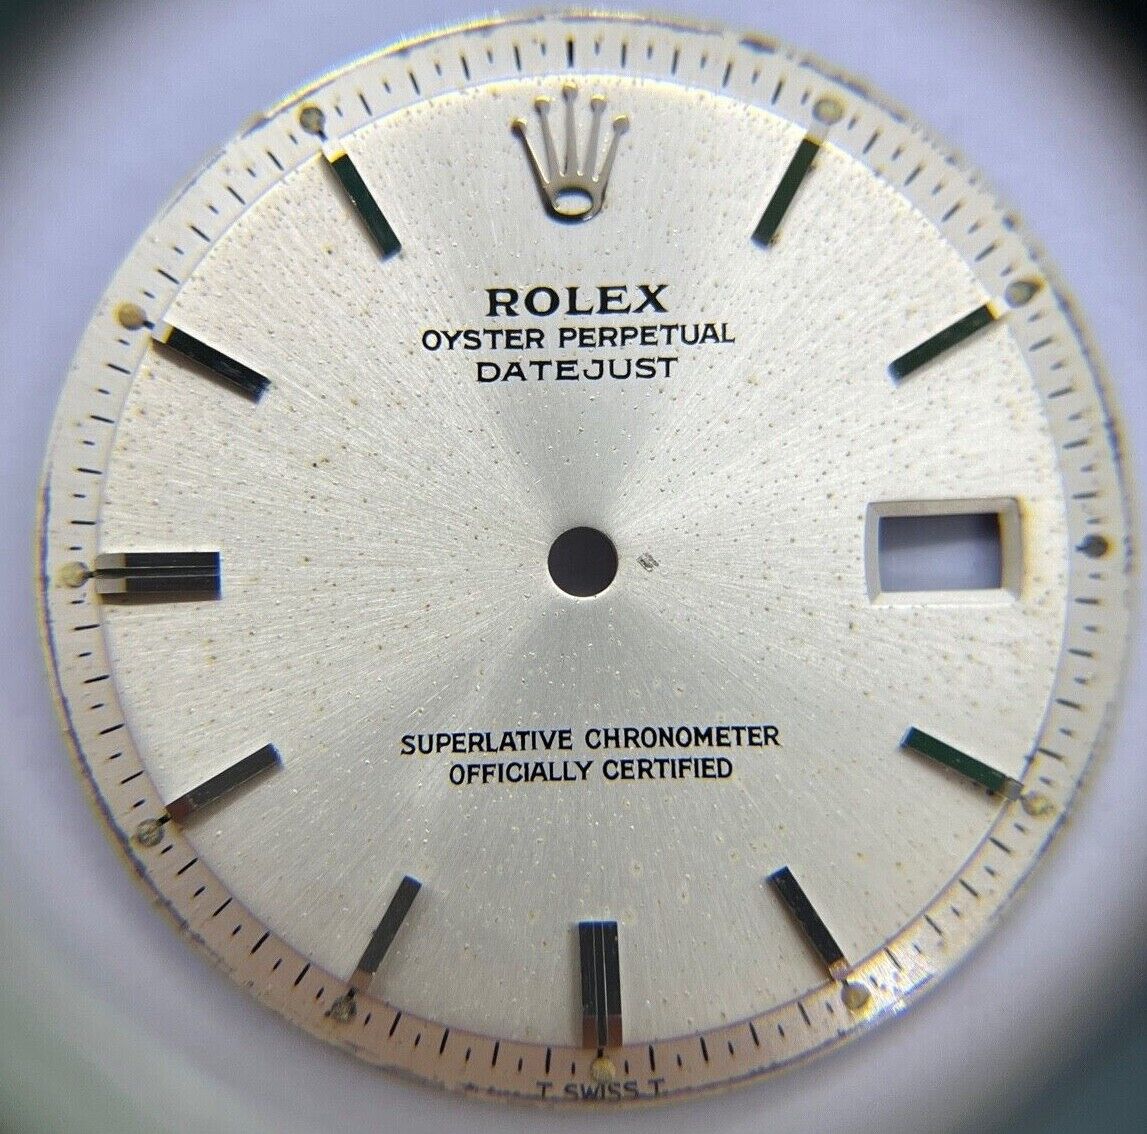 ROLEX
OYSTER PERPETUAL
DATEJUST
SUPERLATIVE CHRONOMETER
OFFICIALLY CERTIFIED
T SWISS T